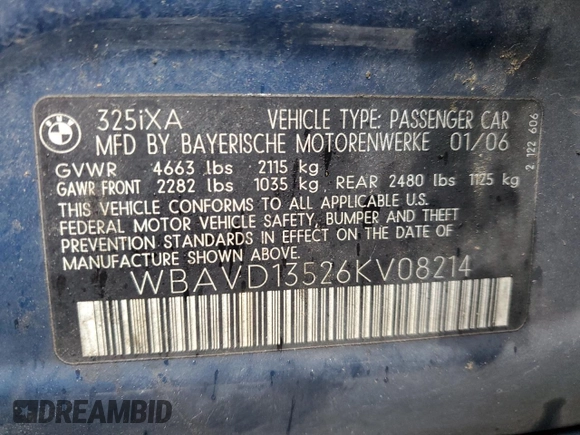 BMW
325iXA VEHICLE TYPE: PASSENGER CAR
MFD BY BAYERISCHE MOTORENWERKE 01/06
GVWR 4663 lbs 2115 kg
GAWR FRONT 2282 lbs 1035 kg REAR 2480 lbs 1125 kg
THIS VEHICLE CONFORMS TO ALL APPLICABLE U.S.
FEDERAL MOTOR VEHICLE SAFETY, BUMPER AND THEFT
PREVENTION STANDARDS IN EFFECT ON THE DATE OF
MANUFACTURE SHOWN ABOVE.
WBAVD13526KV08214
2 122 606
DREAMBID